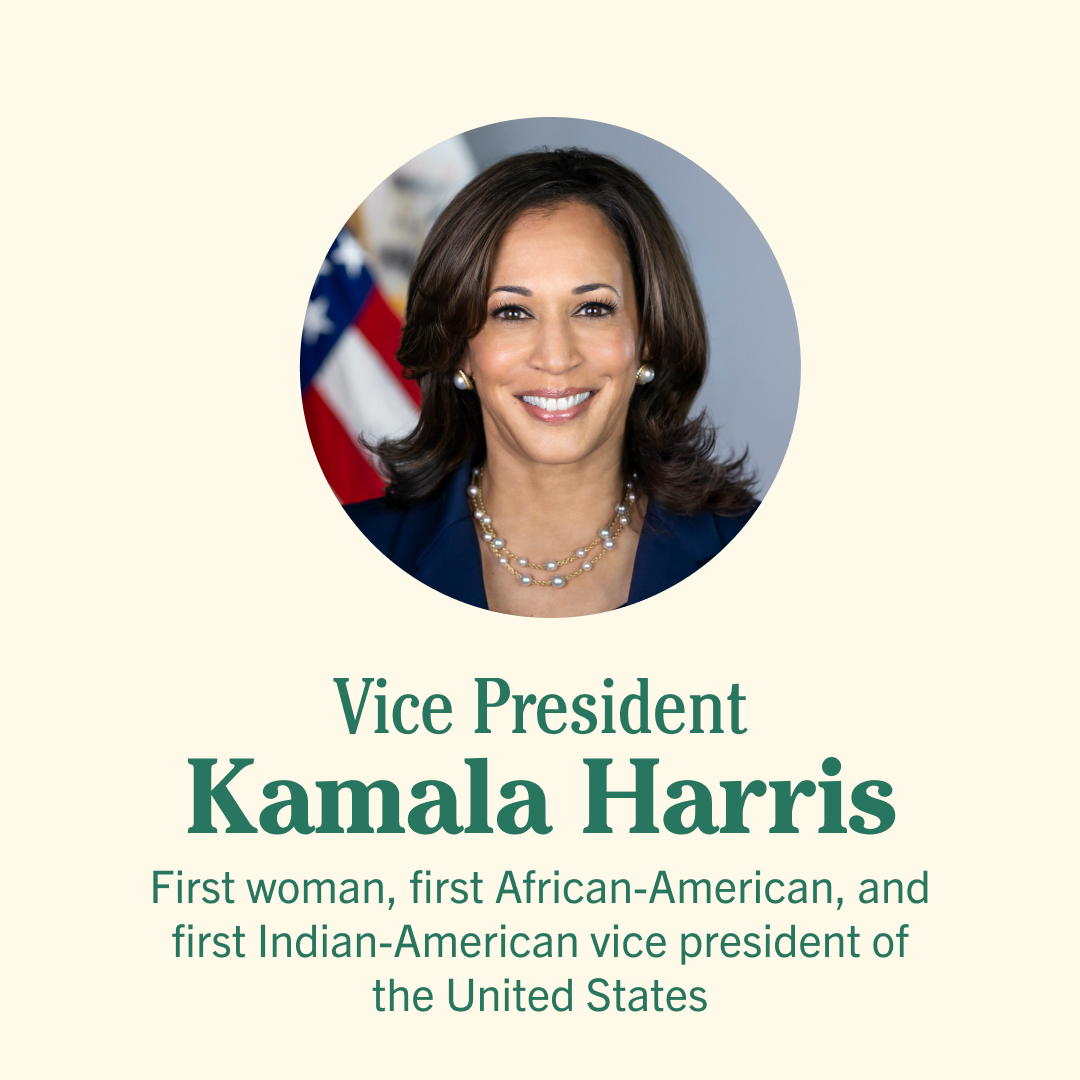 Vice President
Kamala Harris
First woman, first African-American, and
first Indian-American vice president of
the United States